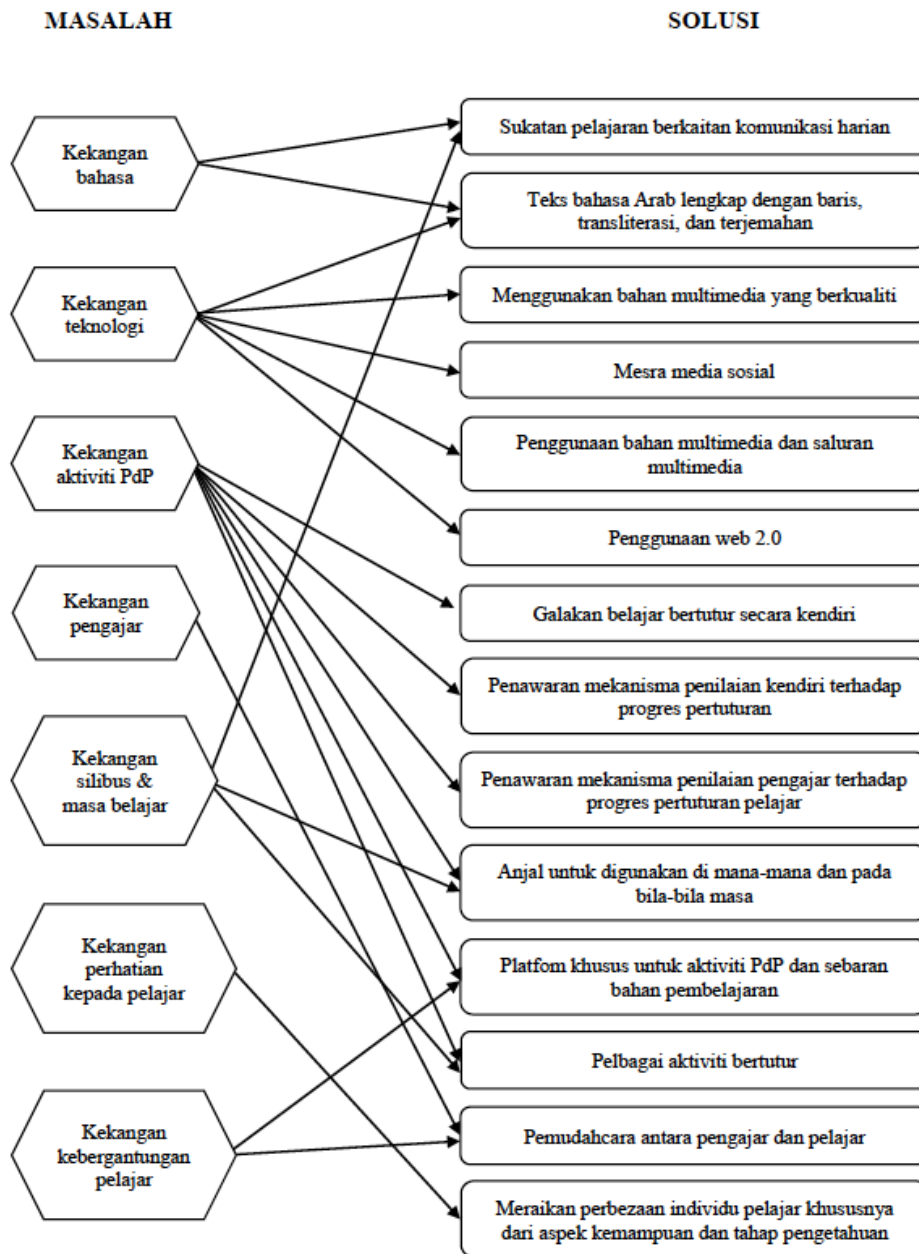 MASALAH
SOLUSI
Kekangan
bahasa
Kekangan
teknologi
Kekangan
aktiviti PdP
Kekangan
pengajar
Kekangan
silibus &
masa belajar
Kekangan
perhatian
kepada pelajar
Kekangan
kebergantungan
pelajar
Sukatan pelajaran berkaitan komunikasi harian
Teks bahasa Arab lengkap dengan baris,
transliterasi, dan terjemahan
Menggunakan bahan multimedia yang berkualiti
Mesra media sosial
Penggunaan bahan multimedia dan saluran
multimedia
Penggunaan web 2.0
Galakan belajar bertutur secara kendiri
Penawaran mekanisma penilaian kendiri terhadap
progres pertuturan
Penawaran mekanisma penilaian pengajar terhadap
progres pertuturan pelajar
Anjal untuk digunakan di mana-mana dan pada
bila-bila masa
Platfom khusus untuk aktiviti PdP dan sebaran
bahan pembelajaran
Pelbagai aktiviti bertutur
Pemudahcara antara pengajar dan pelajar
Meraikan perbezaan individu pelajar khususnya
dari aspek kemampuan dan tahap pengetahuan